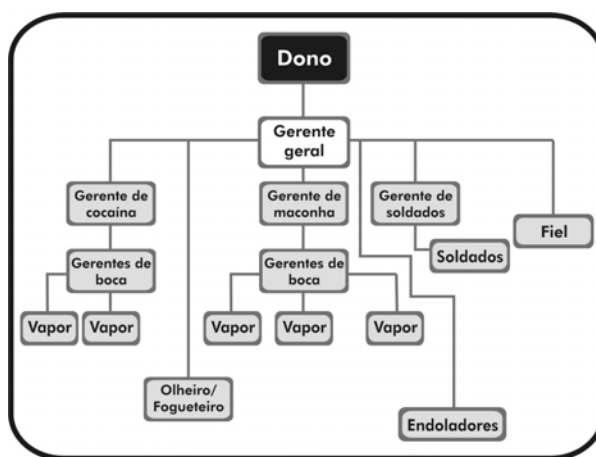 Dono
Gerente
geral
Gerente de
cocaína
Gerente de
maconha
Gerente de
soldados
Fiel
Soldados
Gerentes de
boca
Gerentes de
boca
Vapor
Vapor
Vapor
Vapor
Vapor
Olheiro/
Fogueteiro
Endoladores